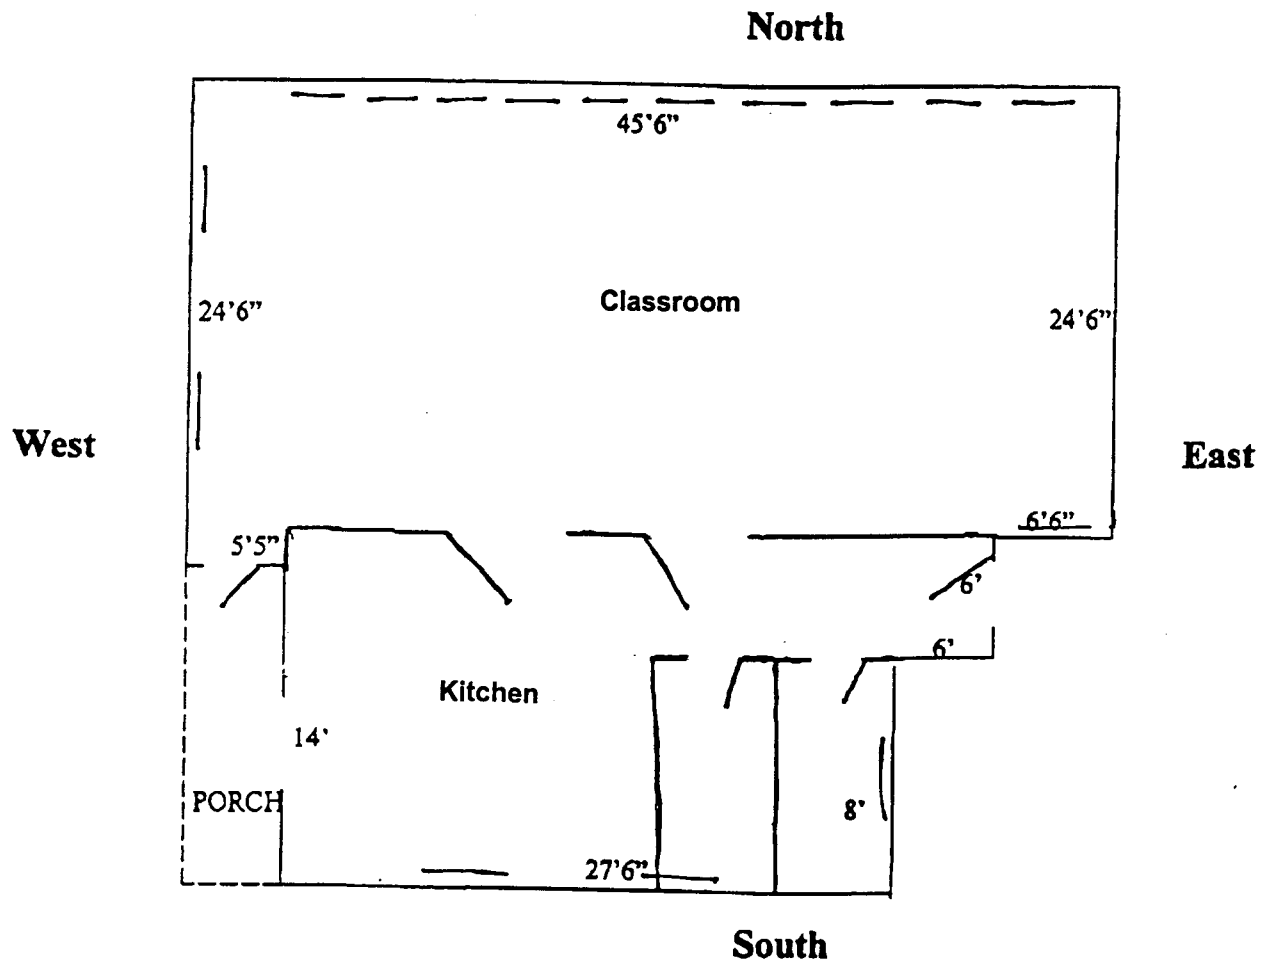 North
45'6”
24'6”
Classroom
24'6”
West
East
6'6”
5'5”
6'
6'
Kitchen
14'
PORCH
8'
27'6”
South